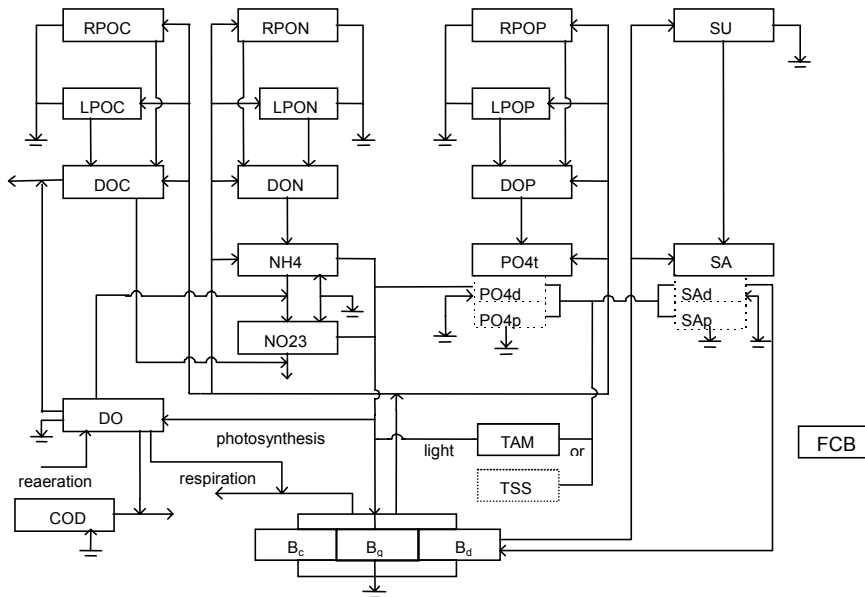 RPOC
RPON
RPOP
SU
LPOC
LPON
LPOP
DOC
DON
DOP
NH4
PO4t
SA
PO4d
SAd
PO4p
SAp
NO23
DO
photosynthesis
light
TAM
or
FCB
reaeration
respiration
TSS
COD
Bc
Bg
Bd